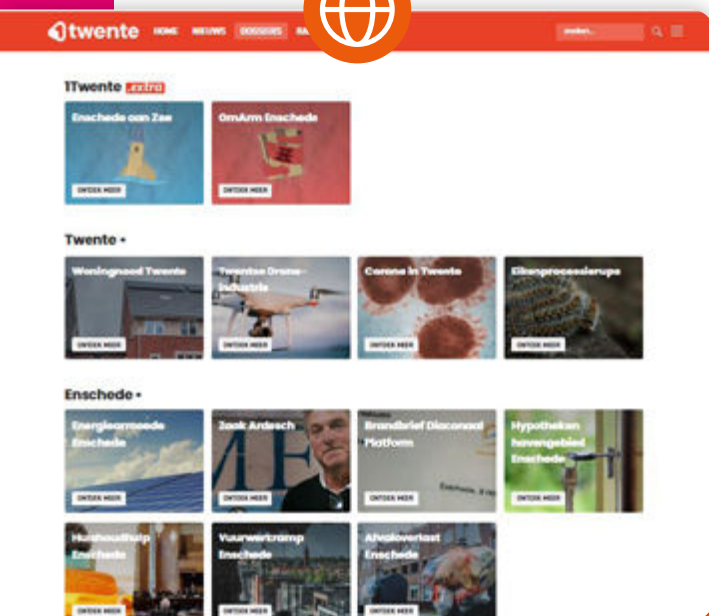 1twente HOME NIEUWS DOSSIERS
zoeken...
1Twente .extra
Enschede aan Zee
OmArm Enschede
ONTDEK MEER
ONTDEK MEER
Twente •
Woningnood Twente
Twentse Drone-
industrie
Corona in Twente
Eikenprocessierups
ONTDEK MEER
ONTDEK MEER
ONTDEK MEER
ONTDEK MEER
Enschede •
Energiearmoede
Enschede
Zaak Ardesch
Brandbrief Diaconaal
Platform
Hypotheken
havengebied
Enschede
ONTDEK MEER
ONTDEK MEER
ONTDEK MEER
ONTDEK MEER
Huishoudhulp
Enschede
Vuurwerkramp
Enschede
Afvaloverlast
Enschede
ONTDEK MEER
ONTDEK MEER
ONTDEK MEER